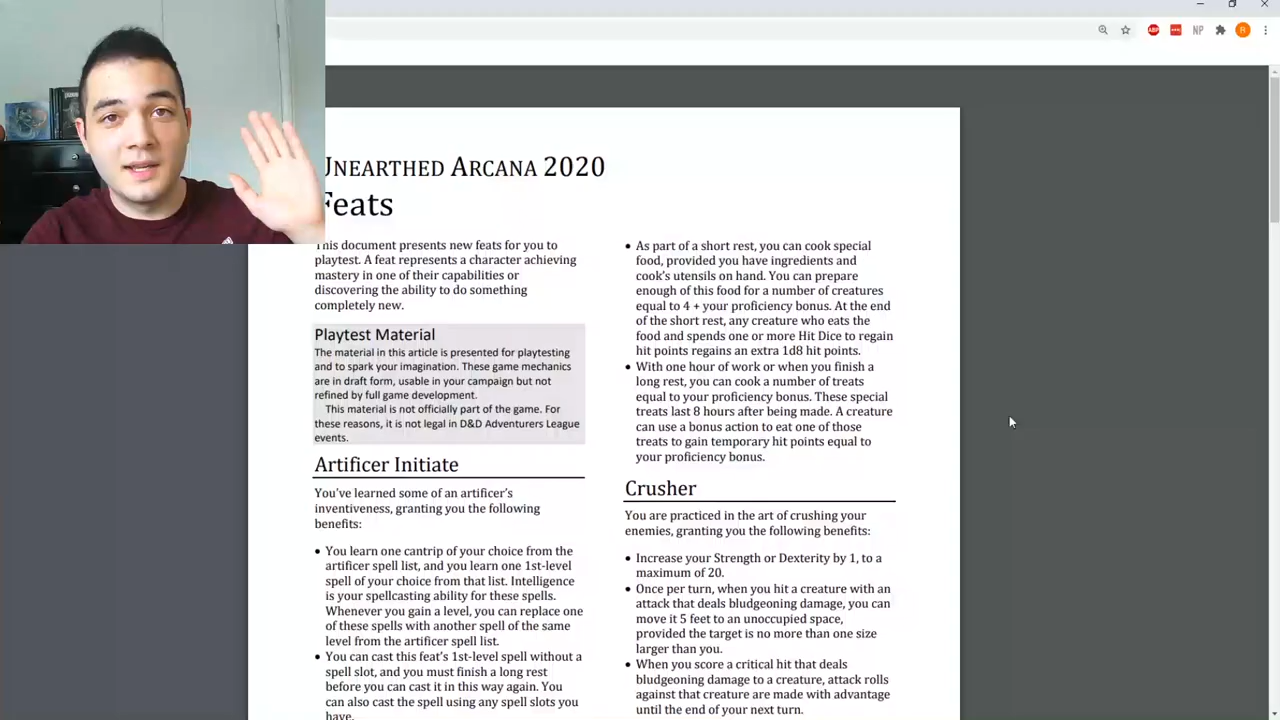 UNEARTHED ARCANA 2020
Feats
This document presents new feats for you to
playtest. A feat represents a character achieving
mastery in one of their capabilities or
discovering the ability to do something
completely new.
Playtest Material
The material in this article is presented for playtesting
and to spark your imagination. These game mechanics
are in draft form, usable in your campaign but not
refined by full game development.
This material is not officially part of the game. For
these reasons, it is not legal in D&D Adventurers League
events.
Artificer Initiate
You’ve learned some of an artificer’s
inventiveness, granting you the following
benefits:
• You learn one cantrip of your choice from the
artificer spell list, and you learn one 1st-level
spell of your choice from that list. Intelligence
is your spellcasting ability for these spells.
Whenever you gain a level, you can replace one
of these spells with another spell of the same
level from the artificer spell list.
• You can cast this feat’s 1st-level spell without a
spell slot, and you must finish a long rest
before you can cast it in this way again. You
can also cast the spell using any spell slots you
have.
• As part of a short rest, you can cook special
food, provided you have ingredients and
cook’s utensils on hand. You can prepare
enough of this food for a number of creatures
equal to 4 + your proficiency bonus. At the end
of the short rest, any creature who eats the
food and spends one or more Hit Dice to regain
hit points regains an extra 1d8 hit points.
• With one hour of work or when you finish a
long rest, you can cook a number of treats
equal to your proficiency bonus. These special
treats last 8 hours after being made. A creature
can use a bonus action to eat one of those
treats to gain temporary hit points equal to
your proficiency bonus.
Crusher
You are practiced in the art of crushing your
enemies, granting you the following benefits:
• Increase your Strength or Dexterity by 1, to a
maximum of 20.
• Once per turn, when you hit a creature with an
attack that deals bludgeoning damage, you can
move it 5 feet to an unoccupied space,
provided the target is no more than one size
larger than you.
• When you score a critical hit that deals
bludgeoning damage to a creature, attack rolls
against that creature are made with advantage
until the end of your next turn.
ABP
NP